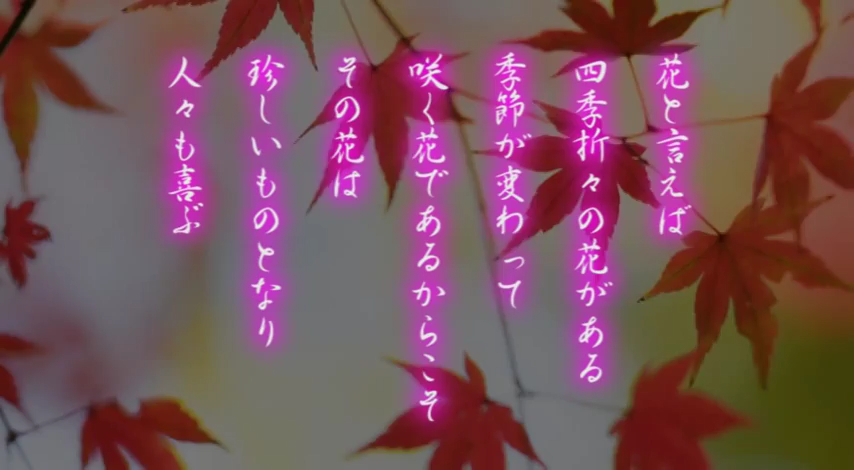 花と言えば
四季折々の花がある
季節が変わって
咲く花であるからこそ
その花は
珍しいものとなり
人々も喜ぶ